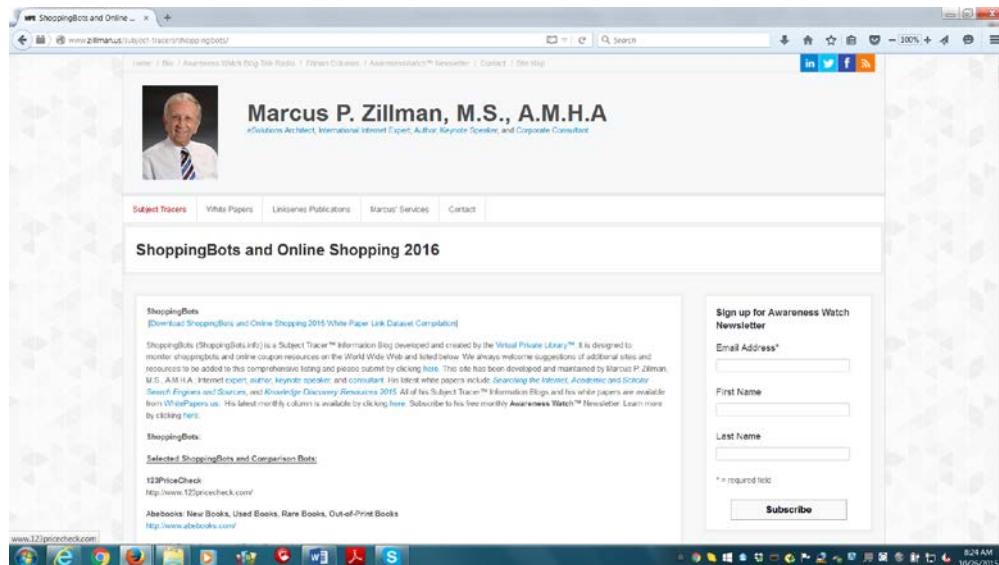 ShoppingBots and Online ...
www.zillman.us/subject-tracers/shoppingbots/
Search
100%
Home / Bio / Awareness Watch Blog Talk Radio / Zillman Columns / AwarenessWatch™ Newsletter / Contact / Site Map
Marcus P. Zillman, M.S., A.M.H.A
eSolutions Architect, International Internet Expert, Author, Keynote Speaker, and Corporate Consultant
Subject Tracers White Papers Linkseries Publications Marcus' Services Contact
ShoppingBots and Online Shopping 2016
ShoppingBots
[Download ShoppingBots and Online Shopping 2015 White Paper Link Dataset Compilation]
ShoppingBots (ShoppingBots.info) is a Subject Tracer™ Information Blog developed and created by the Virtual Private Library™. It is designed to
monitor shoppingbots and online coupon resources on the World Wide Web and listed below. We always welcome suggestions of additional sites and
resources to be added to this comprehensive listing and please submit by clicking here. This site has been developed and maintained by Marcus P. Zillman,
M.S., A.M.H.A., Internet expert, author, keynote speaker, and consultant. His latest white papers include Searching the Internet, Academic and Scholar
Search Engines and Sources, and Knowledge Discovery Resources 2015. All of his Subject Tracer™ Information Blogs and his white papers are available
from WhitePapers.us. His latest monthly column is available by clicking here. Subscribe to his free monthly Awareness Watch™ Newsletter. Learn more
by clicking here.
ShoppingBots:
Selected ShoppingBots and Comparison Bots:
123PriceCheck
http://www.123pricecheck.com/
Abebooks: New Books, Used Books, Rare Books, Out-of-Print Books
http://www.abebooks.com/
Sign up for Awareness Watch
Newsletter
Email Address*
First Name
Last Name
* = required field
Subscribe
www.123pricecheck.com
8:24 AM